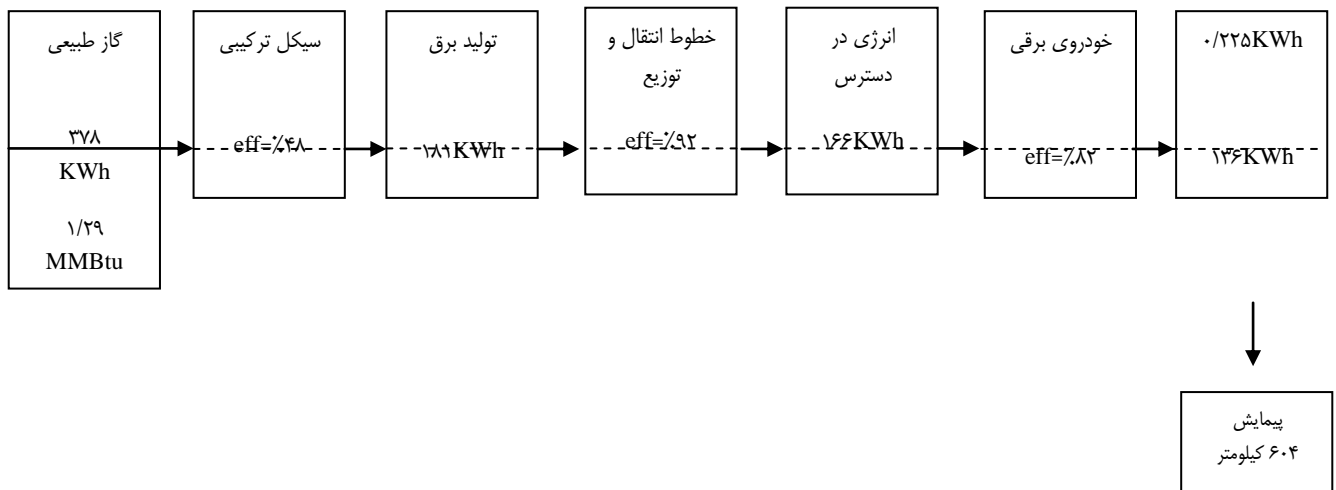 گاز طبیعی
۳۷۸
KWh
۱/۲۹
MMBtu
سیکل ترکیبی
eff=٪۴۸
تولید برق
۱۸۱KWh
خطوط انتقال و
توزیع
eff=٪۹۲
انرژی در
دسترس
۱۶۶KWh
خودروی برقی
eff=٪۸۲
۰/۲۲۵KWh
۱۳۶KWh
پیمایش
۶۰۴ کیلومتر